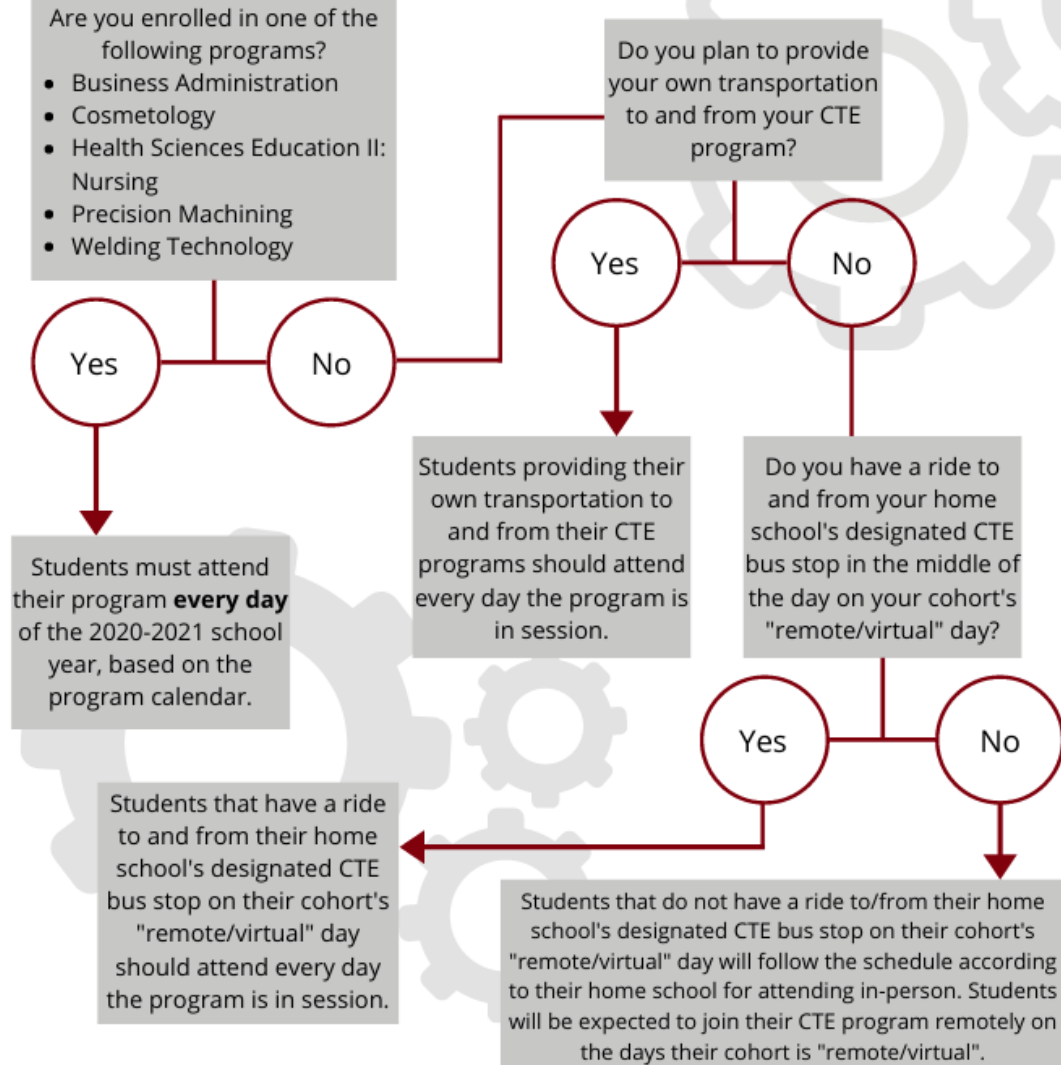 Are you enrolled in one of the
following programs?
• Business Administration
• Cosmetology
• Health Sciences Education II:
Nursing
• Precision Machining
• Welding Technology
Yes
No
Do you plan to provide
your own transportation
to and from your CTE
program?
Yes
No
Students must attend
their program every day
of the 2020-2021 school
year, based on the
program calendar.
Students providing their
own transportation to
and from their CTE
programs should attend
every day the program is
in session.
Do you have a ride to
and from your home
school's designated CTE
bus stop in the middle of
the day on your cohort's
"remote/virtual" day?
Yes
No
Students that have a ride
to and from their home
school's designated CTE
bus stop on their cohort's
"remote/virtual" day
should attend every day
the program is in session.
Students that do not have a ride to/from their home
school's designated CTE bus stop on their cohort's
"remote/virtual" day will follow the schedule according
to their home school for attending in-person. Students
will be expected to join their CTE program remotely on
the days their cohort is "remote/virtual".